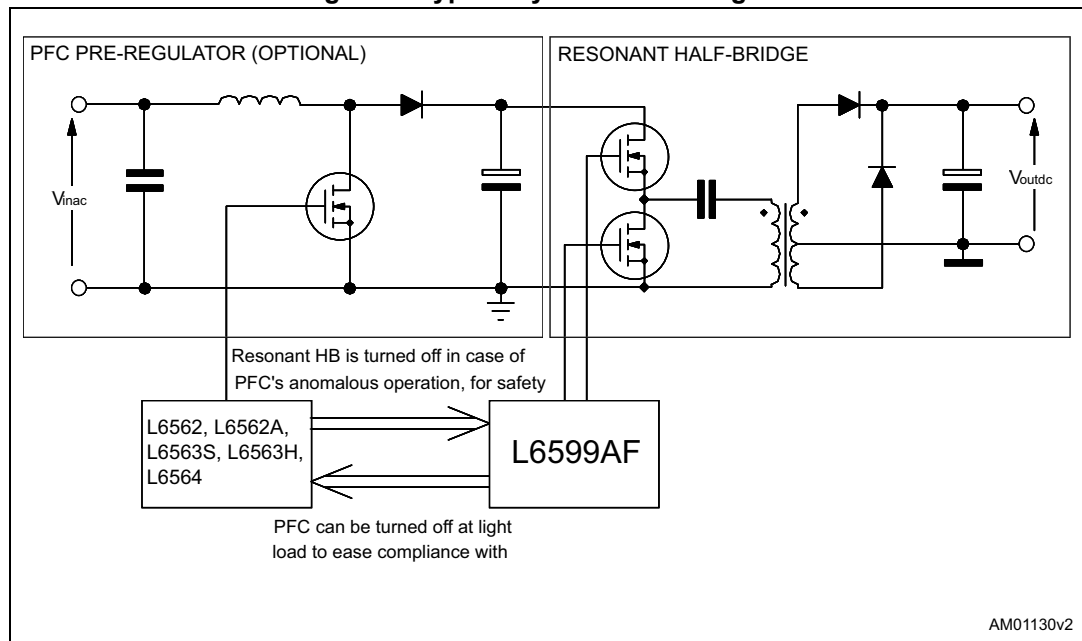 PFC PRE-REGULATOR (OPTIONAL)
RESONANT HALF-BRIDGE
Vinac
Voutdc
Resonant HB is turned off in case of
PFC's anomalous operation, for safety
L6562, L6562A,
L6563S, L6563H,
L6564
L6599AF
PFC can be turned off at light
load to ease compliance with
AM01130v2